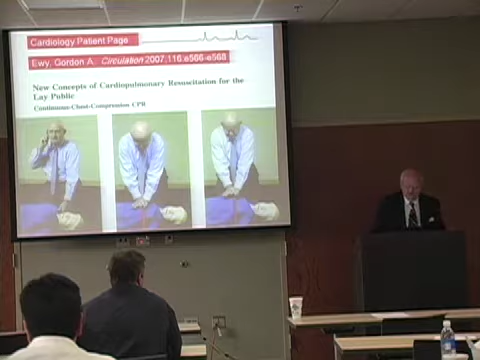 Cardiology Patient Page
Ewy, Gordon A. Circulation 2007;116:e566-e568
New Concepts of Cardiopulmonary Resuscitation for the
Lay Public
Continuous-Chest-Compression CPR